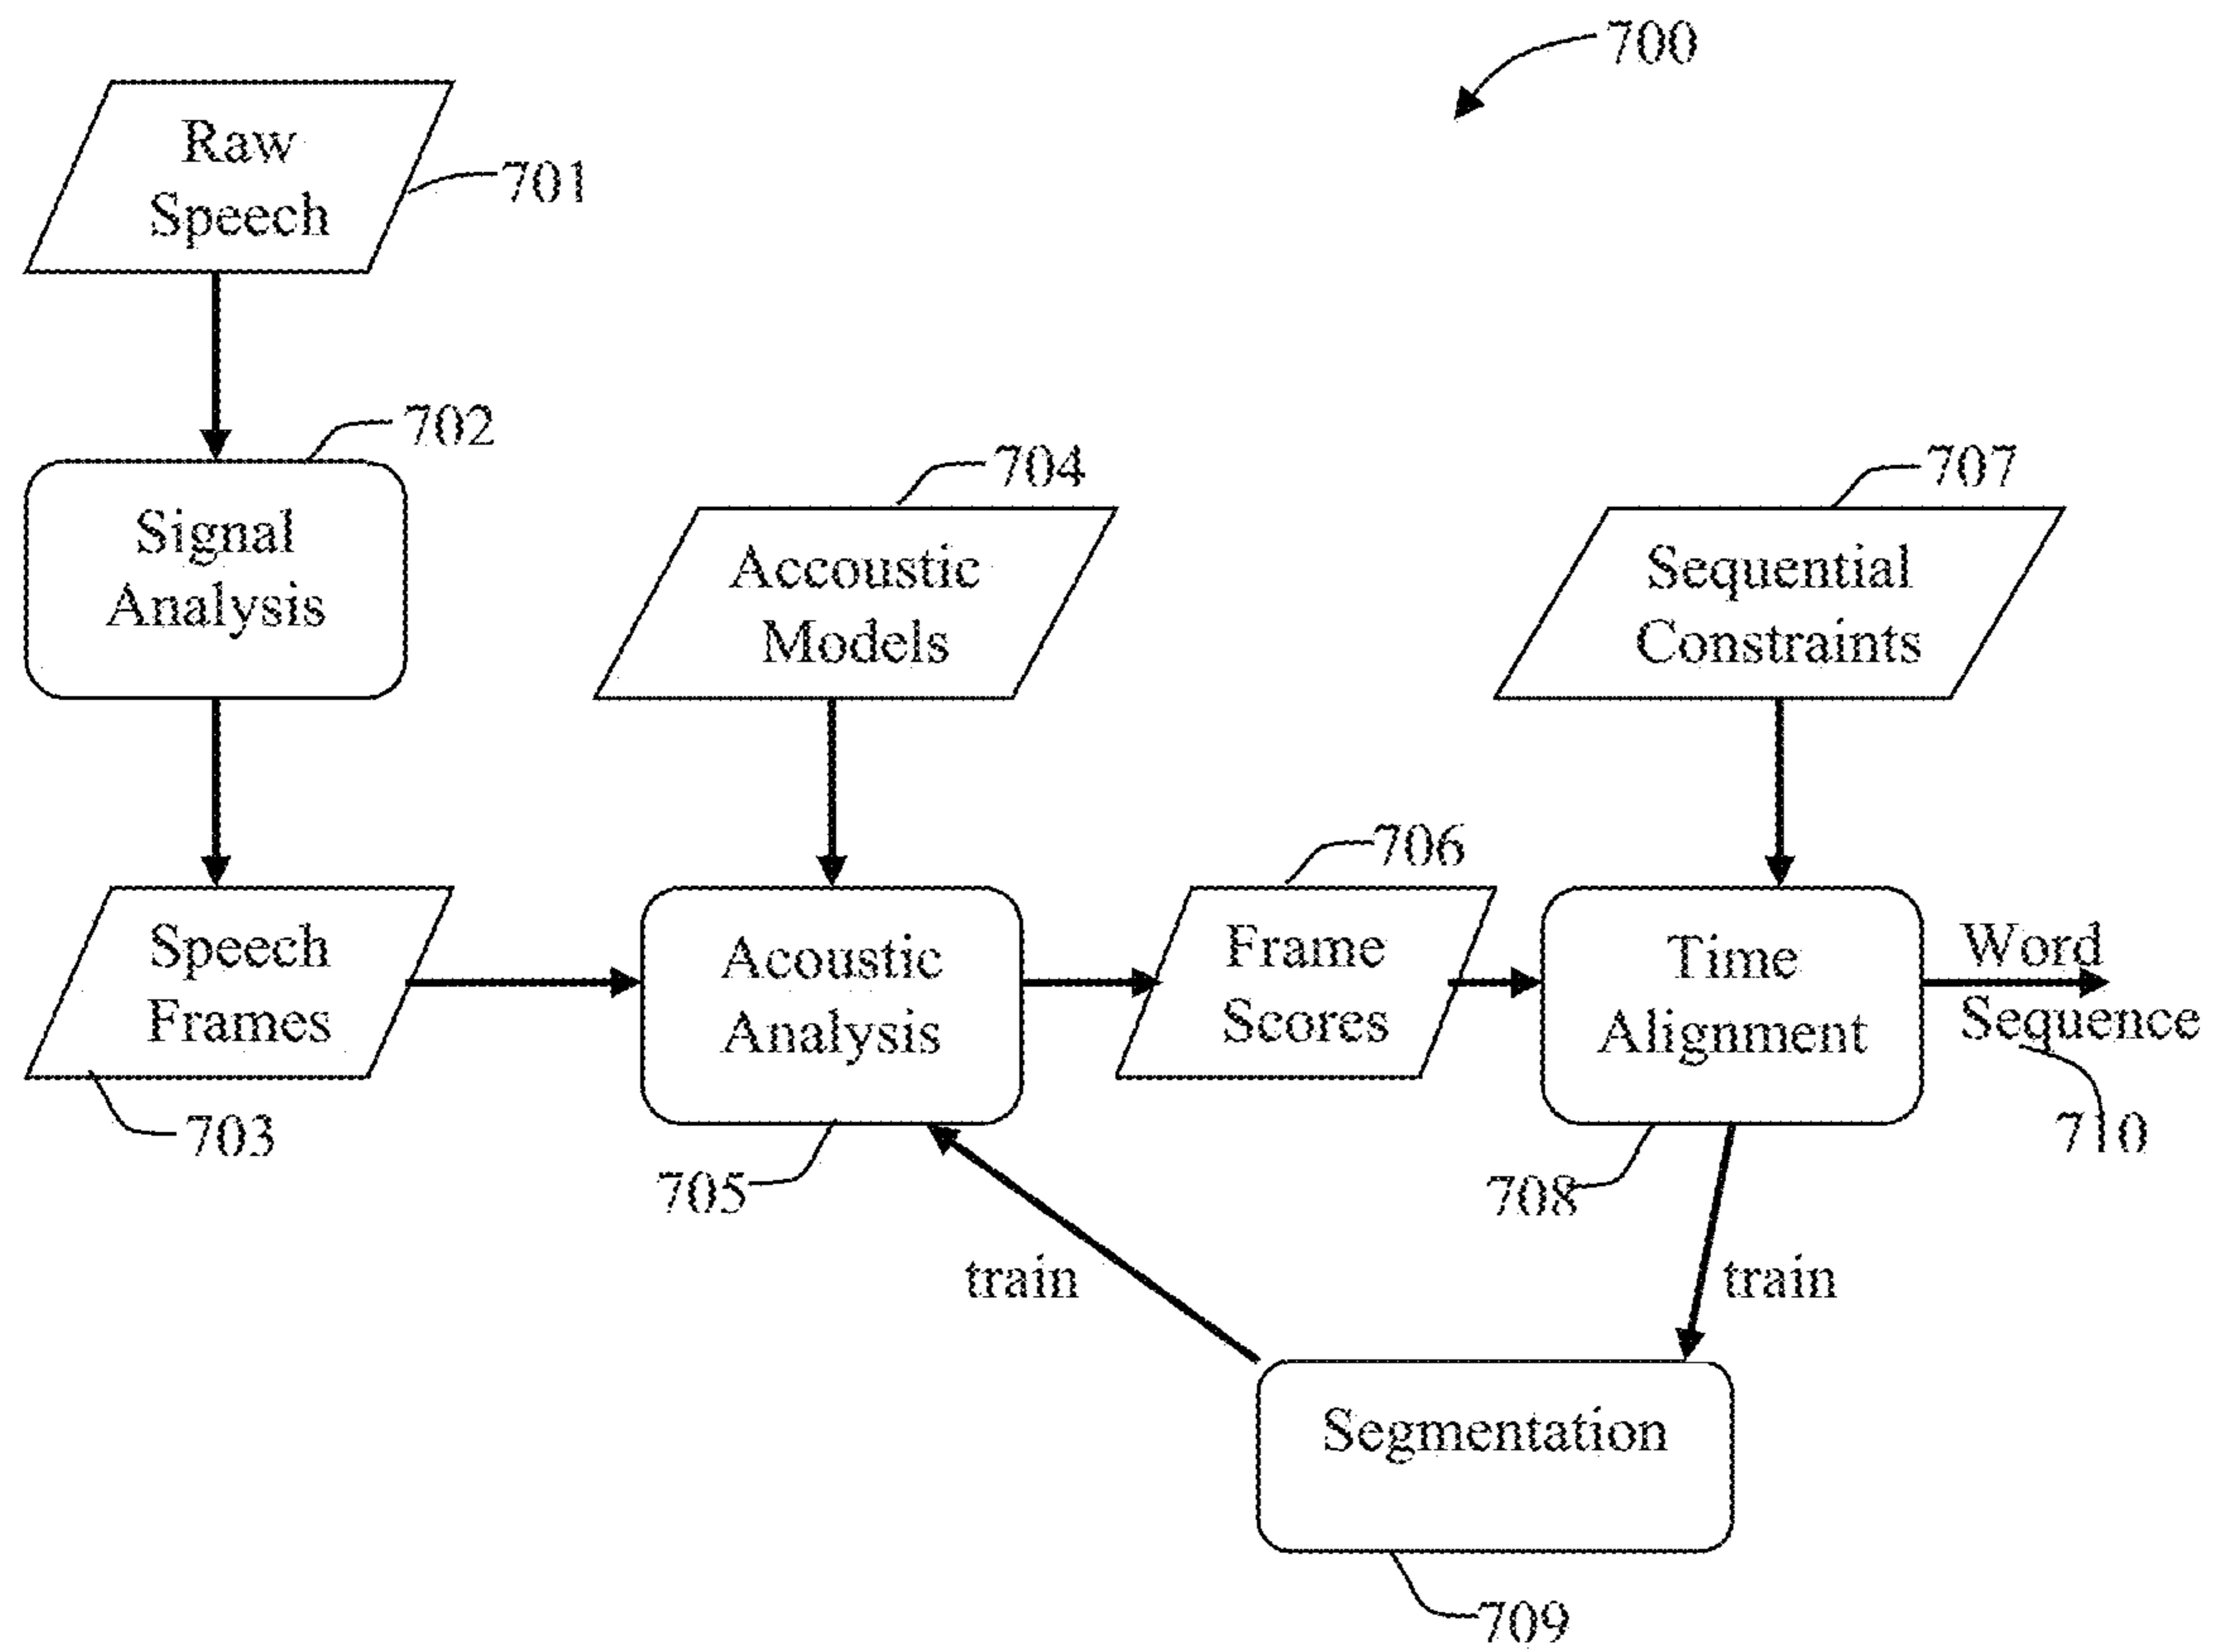 700
Raw
Speech
701
702
Signal
Analysis
704
Accoustic
Models
707
Sequential
Constraints
Speech
Frames
703
Acoustic
Analysis
705
706
Frame
Scores
Time
Alignment
708
Word
Sequence
710
train
train
Segmentation
709